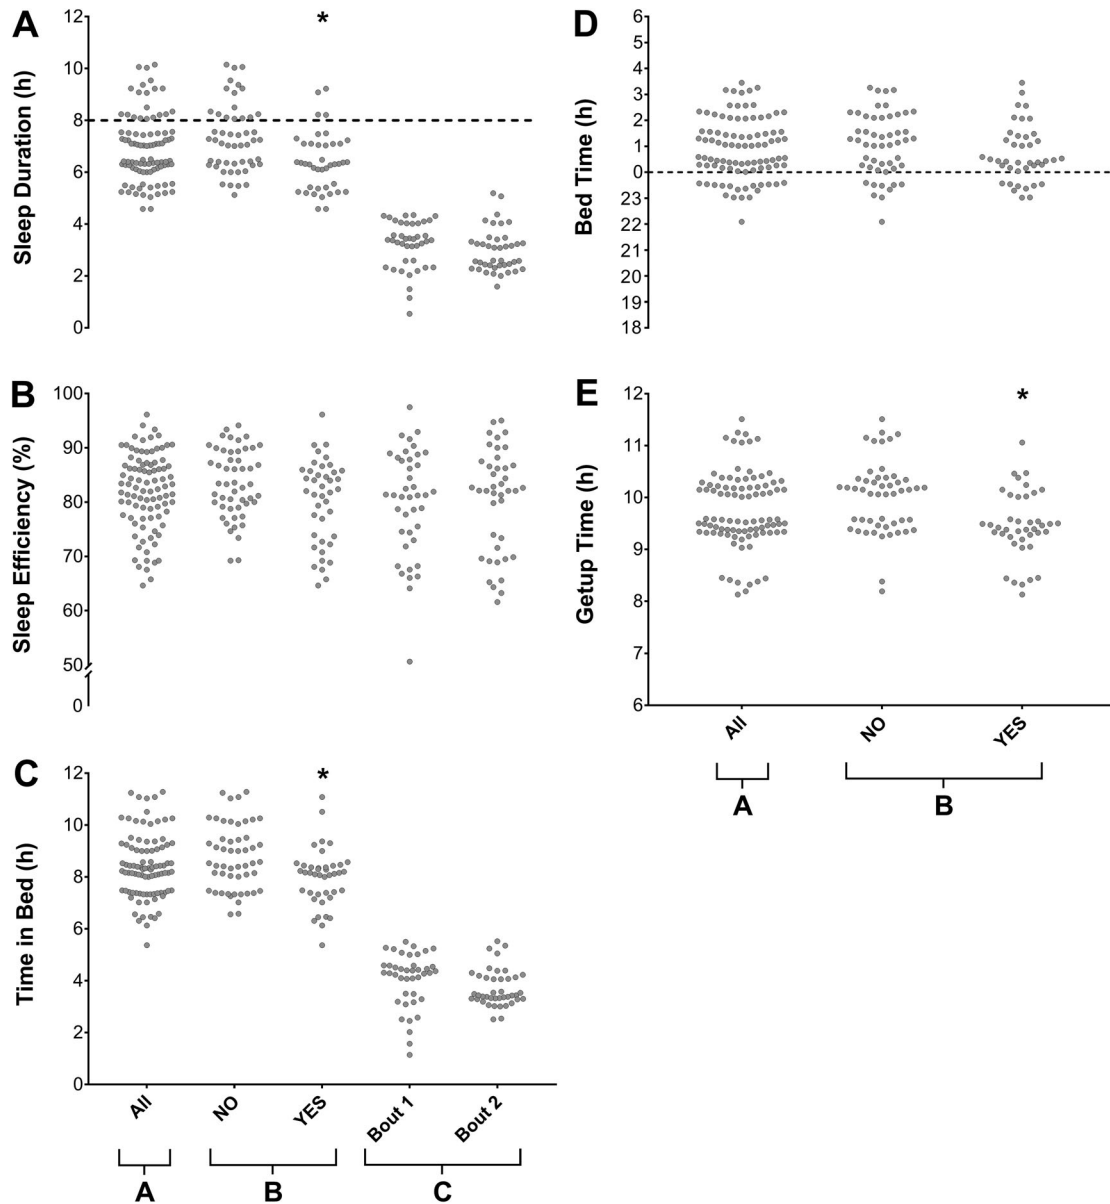 A
*
Sleep Duration (h)
12
10
8
6
4
2
0
D
Bed Time (h)
6
5
4
3
2
1
0
23
22
21
20
19
18
B
Sleep Efficiency (%)
100
90
80
70
60
50
0
E
*
Getup Time (h)
12
11
10
9
8
7
6
All
NO
YES
A
B
C
*
Time in Bed (h)
12
10
8
6
4
2
0
All
NO
YES
Bout 1
Bout 2
A
B
C